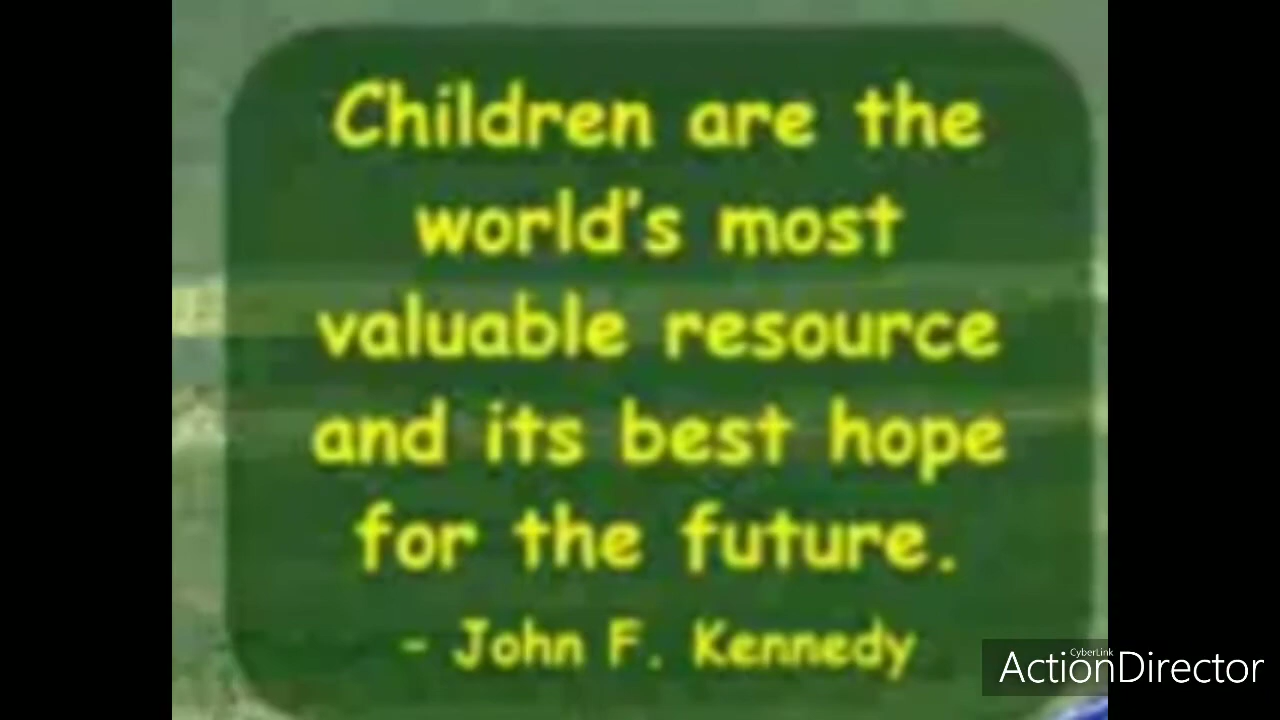 Children are the
world's most
valuable resource
and its best hope
for the future.
- John F. Kennedy
CyberLink
ActionDirector